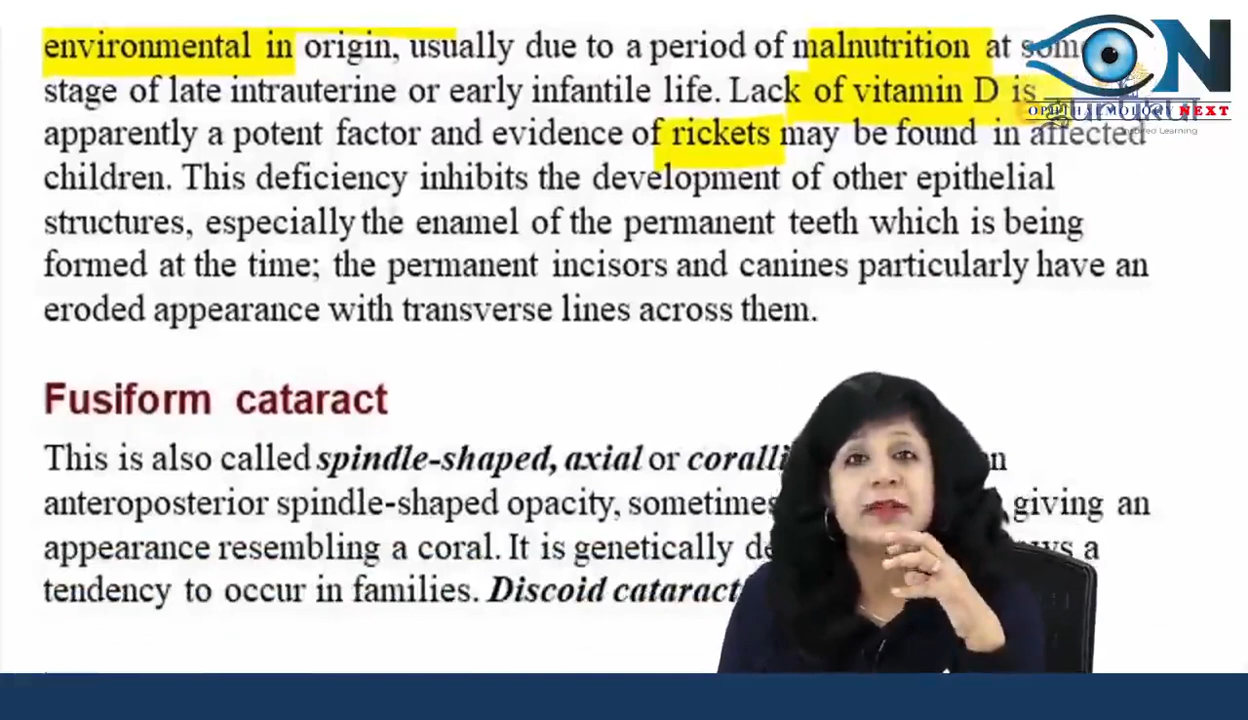 environmental in origin, usually due to a period of malnutrition at some
stage of late intrauterine or early infantile life. Lack of vitamin D is
apparently a potent factor and evidence of rickets may be found in affected
children. This deficiency inhibits the development of other epithelial
structures, especially the enamel of the permanent teeth which is being
formed at the time; the permanent incisors and canines particularly have an
eroded appearance with transverse lines across them.
Fusiform cataract
This is also called spindle-shaped, axial or
anteroposterior spindle-shaped opacity, sometimes giving an
appearance resembling a coral. It is genetically a
tendency to occur in families. Discoid cataract
ON
OPHTHALMOLOGY NEXT
Inspired Learning